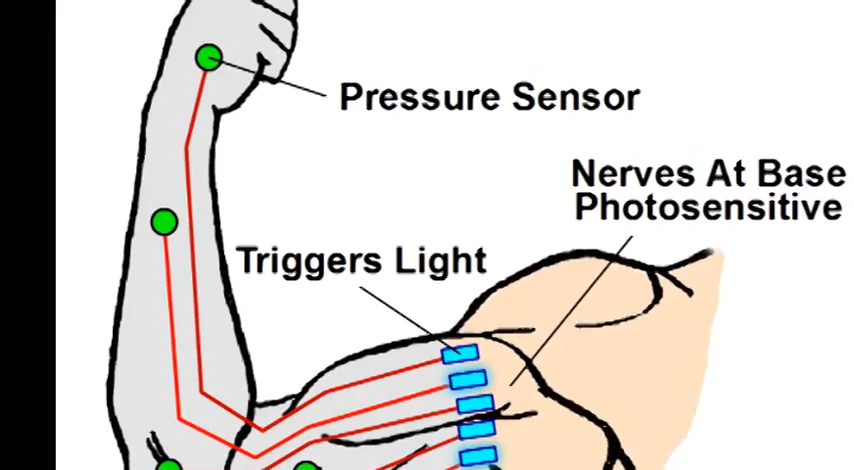 Pressure Sensor
Nerves At Base
Photosensitive
Triggers Light